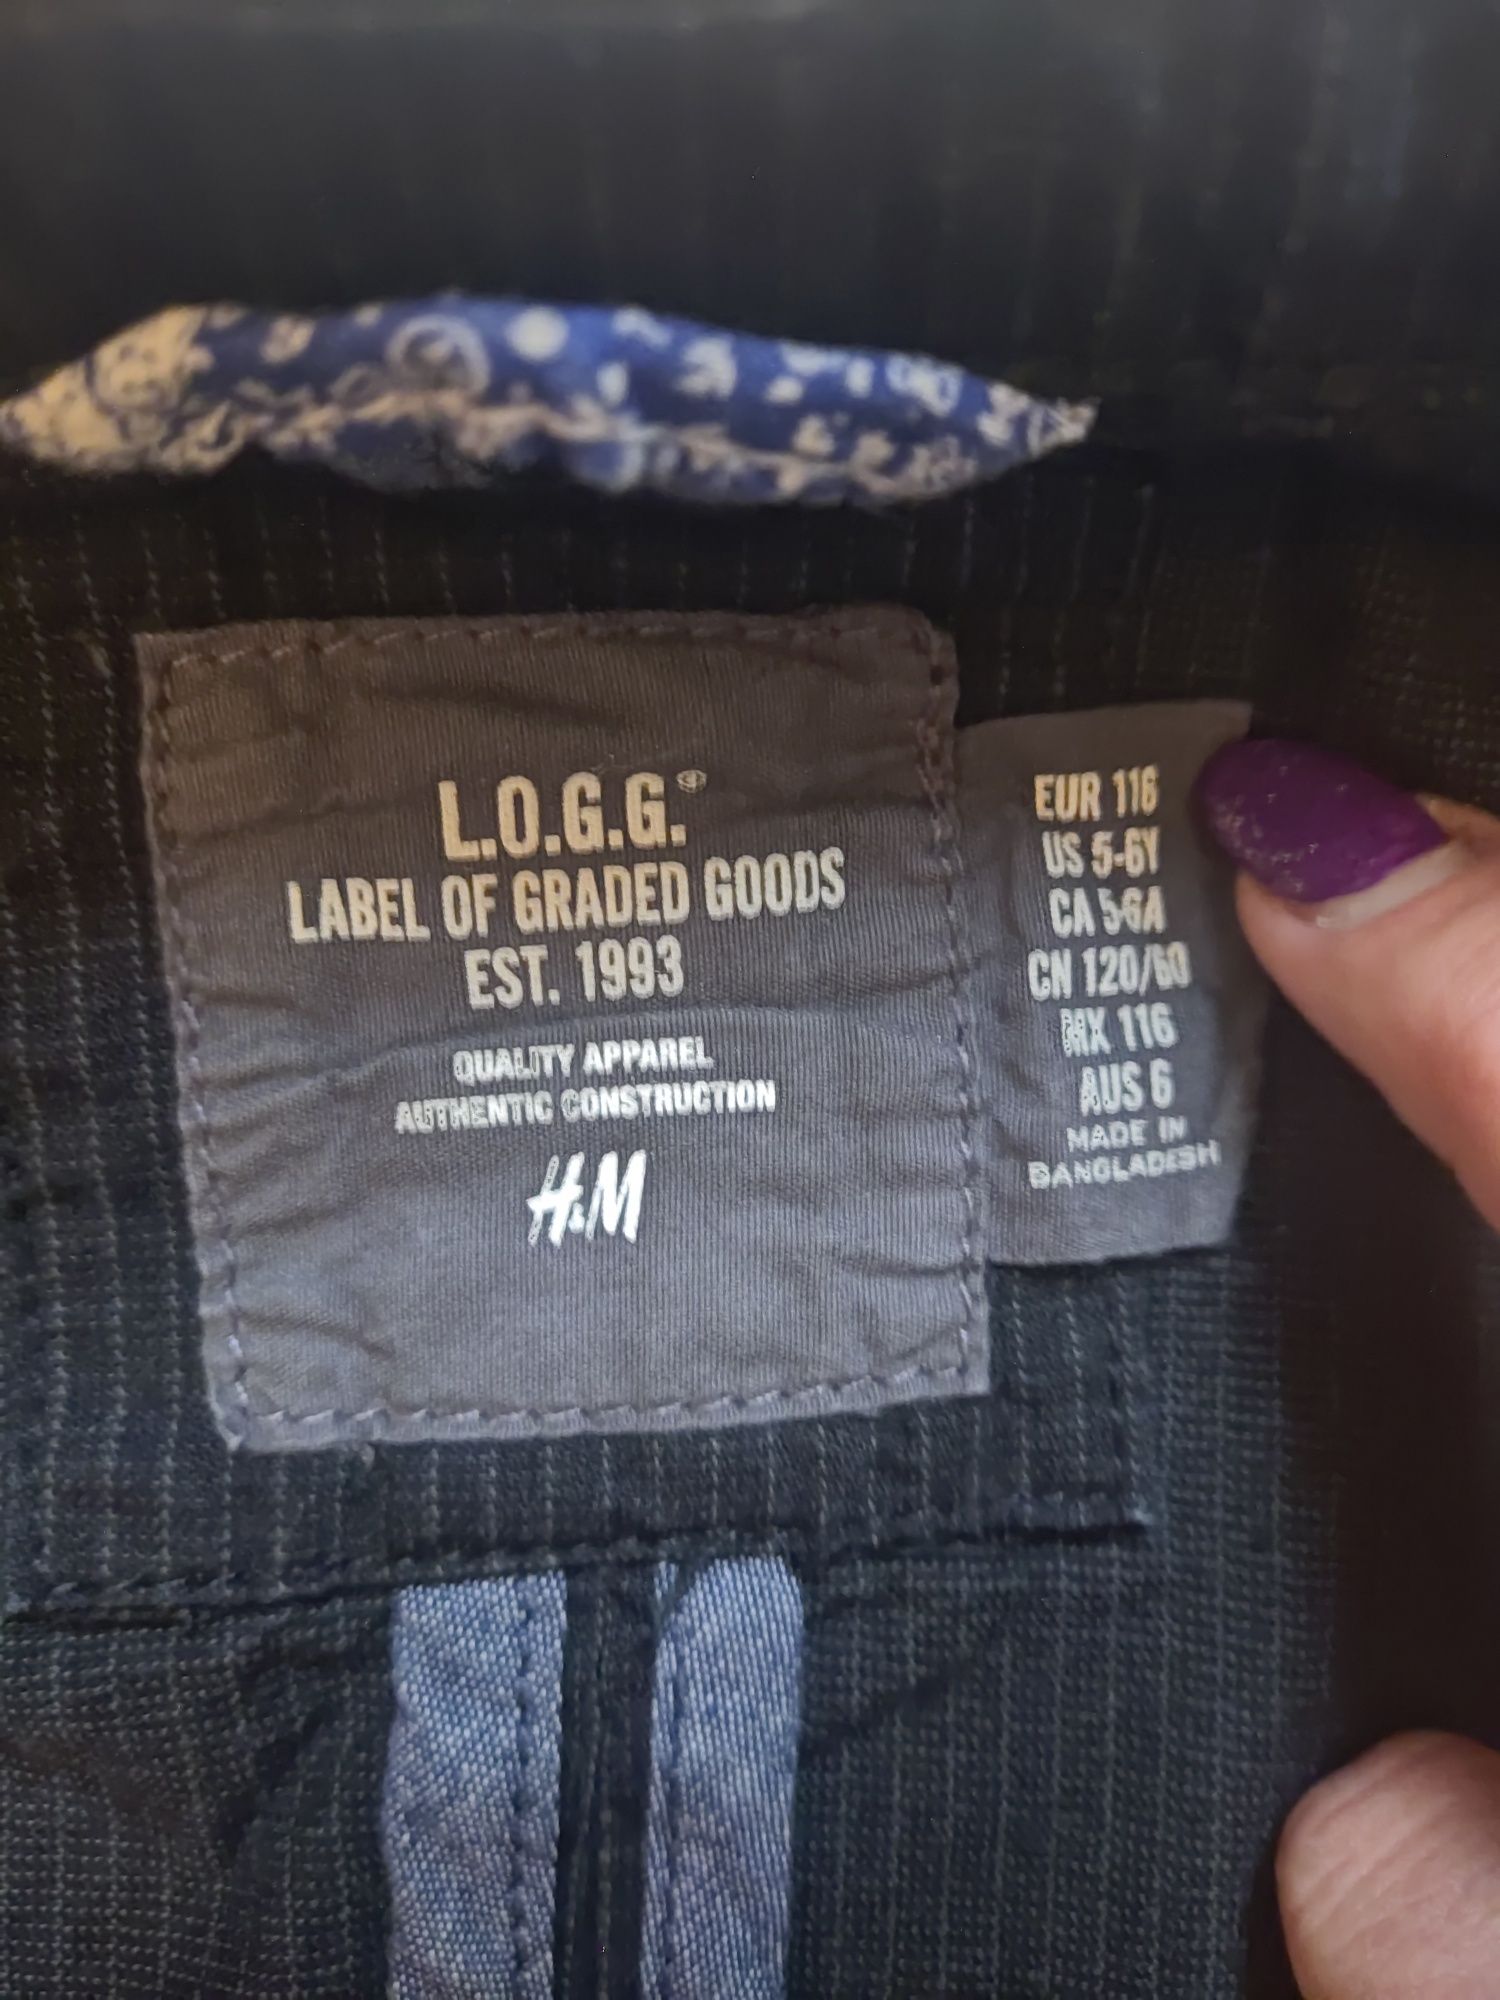 L.O.G.G.®
LABEL OF GRADED GOODS
EST. 1993
QUALITY APPAREL
AUTHENTIC CONSTRUCTION
H&M
EUR 116
US 5-6Y
CA 5-6A
CN 120/60
MX 116
AUS 6
MADE IN
BANGLADESH